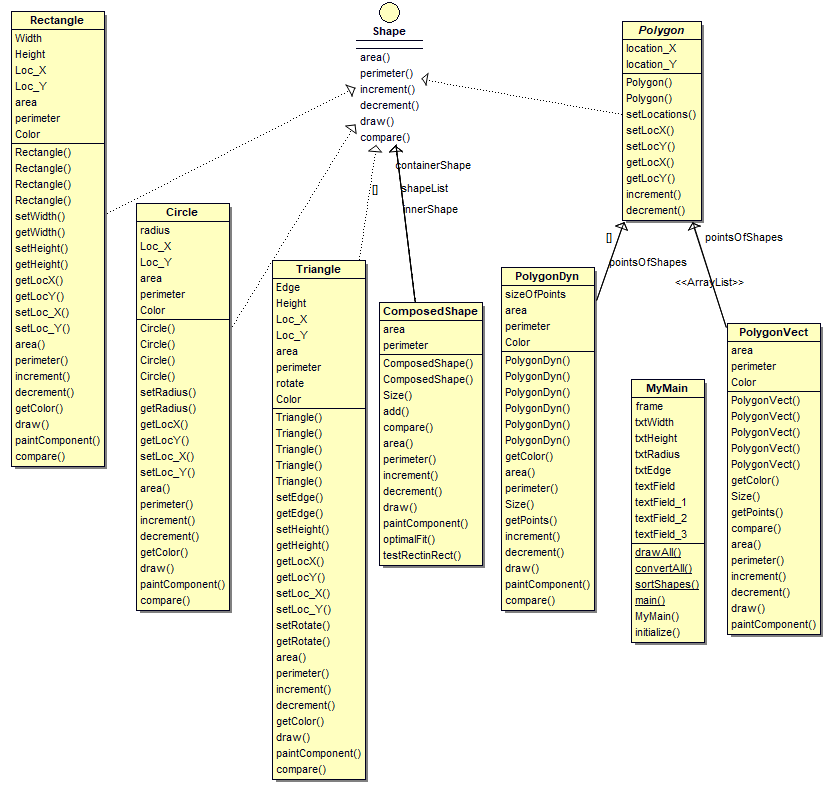 Rectangle
Width
Height
Loc_X
Loc_Y
area
perimeter
Color
Rectangle()
Rectangle()
Rectangle()
Rectangle()
setWidth()
getWidth()
setHeight()
getHeight()
getLocX()
getLocY()
setLoc_X()
setLoc_Y()
area()
perimeter()
increment()
decrement()
getColor()
draw()
paintComponent()
compare()
Circle
radius
Loc_X
Loc_Y
area
perimeter
Color
Circle()
Circle()
Circle()
Circle()
setRadius()
getRadius()
getLocX()
getLocY()
setLoc_X()
setLoc_Y()
area()
perimeter()
increment()
decrement()
getColor()
draw()
paintComponent()
compare()
Triangle
Edge
Height
Loc_X
Loc_Y
area
perimeter
rotate
Color
Triangle()
Triangle()
Triangle()
Triangle()
Triangle()
setEdge()
getEdge()
setHeight()
getHeight()
getLocX()
getLocY()
setLoc_X()
setLoc_Y()
setRotate()
getRotate()
area()
perimeter()
increment()
decrement()
getColor()
draw()
paintComponent()
compare()
Shape
area()
perimeter()
increment()
decrement()
draw()
compare()
containerShape
[] shapeList
innerShape
ComposedShape
area
perimeter
ComposedShape()
ComposedShape()
Size()
add()
compare()
area()
perimeter()
increment()
decrement()
draw()
paintComponent()
optimalFit()
testRectinRect()
Polygon
location_X
location_Y
Polygon()
Polygon()
setLocations()
setLocX()
setLocY()
getLocX()
getLocY()
increment()
decrement()
[]
pointsOfShapes
pointsOfShapes
<<ArrayList>>
PolygonDyn
sizeOfPoints
area
perimeter
Color
PolygonDyn()
PolygonDyn()
PolygonDyn()
PolygonDyn()
PolygonDyn()
PolygonDyn()
getColor()
area()
perimeter()
Size()
getPoints()
increment()
decrement()
draw()
paintComponent()
compare()
MyMain
frame
txtWidth
txtHeight
txtRadius
txtEdge
textField
textField_1
textField_2
textField_3
drawAll()
convertAll()
sortShapes()
main()
MyMain()
initialize()
PolygonVect
area
perimeter
Color
PolygonVect()
PolygonVect()
PolygonVect()
PolygonVect()
PolygonVect()
getColor()
Size()
getPoints()
compare()
area()
perimeter()
increment()
decrement()
draw()
paintComponent()